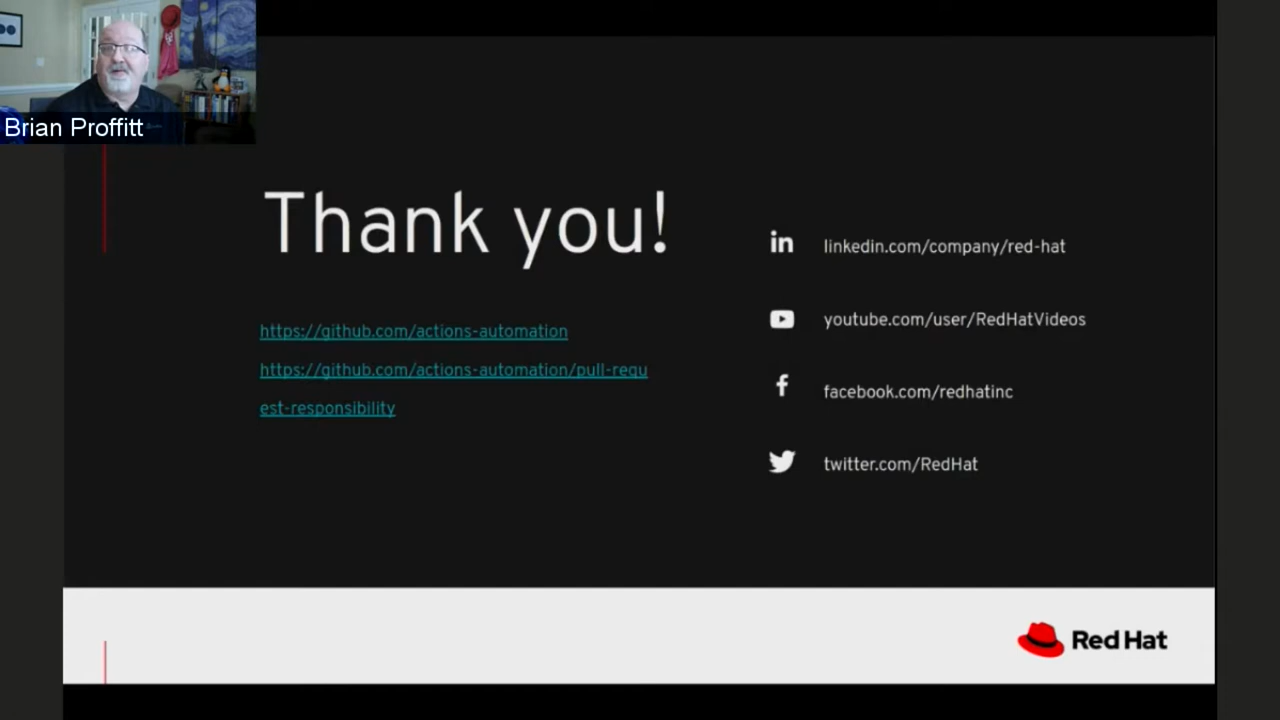 Brian Proffitt
Thank you!
https://github.com/actions-automation
https://github.com/actions-automation/pull-requ
est-responsibility
linkedin.com/company/red-hat
youtube.com/user/RedHatVideos
facebook.com/redhatinc
twitter.com/RedHat
Red Hat